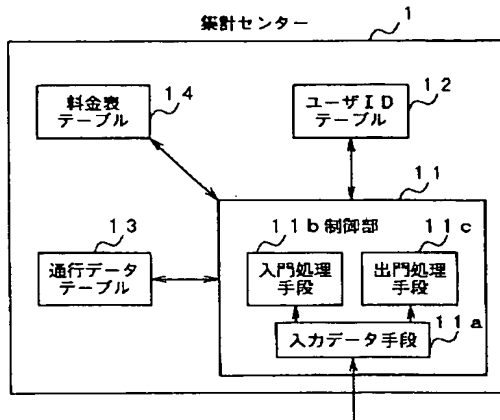 集計センター
1
14
料金表
テーブル
12
ユーザID
テーブル
11
13
通行データ
テーブル
11b 制御部
11c
入門処理
手段
出門処理
手段
入力データ手段
11a